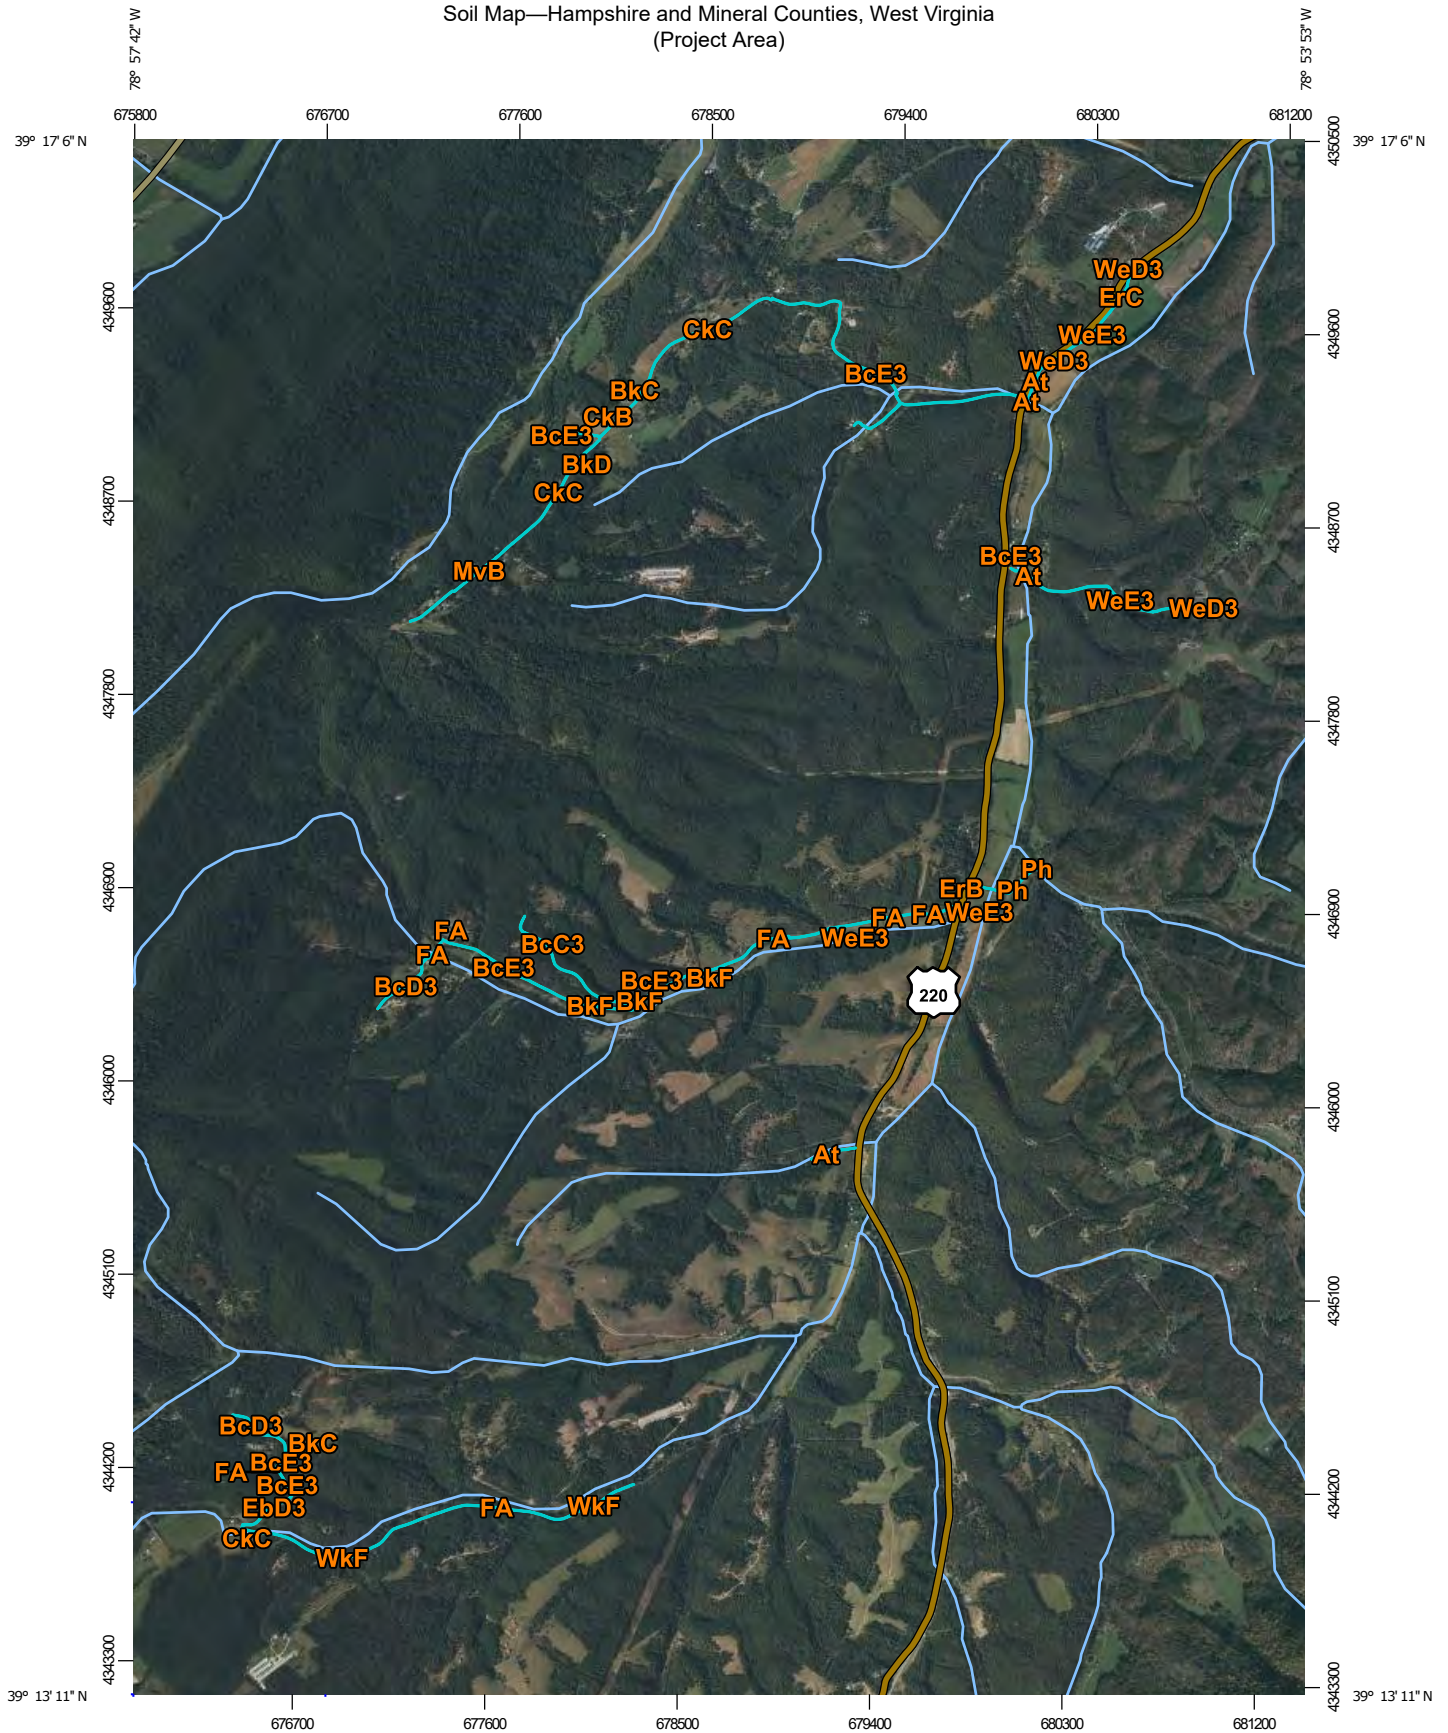 Soil Map—Hampshire and Mineral Counties, West Virginia
(Project Area)
78° 57' 42'' W
78° 53' 53'' W
675800 676700 677600 678500 679400 680300 681200
39° 17' 6'' N
39° 17' 6'' N
4350500
WeD3
ErC
4349600
4349600
CkC
WeE3
WeD3
BcE3
At
BkC
At
CkB
BcE3
BkD
CkC
4348700
4348700
BcE3
MvB
At
WeE3
WeD3
4347800
4347800
Ph
4346900
ErB
Ph
4346900
FA
FA
WeE3
FA
BcC3
FA
WeE3
FA
BcE3
BcE3
BkF
BcD3
BkF
BkF
220
4346000
4346000
At
4345100
4345100
BcD3
BkC
BcE3
FA
4344200
BcE3
4344200
EbD3
FA
WkF
CkC
WkF
4343300
4343300
39° 13' 11'' N
39° 13' 11'' N
676700 677600 678500 679400 680300 681200